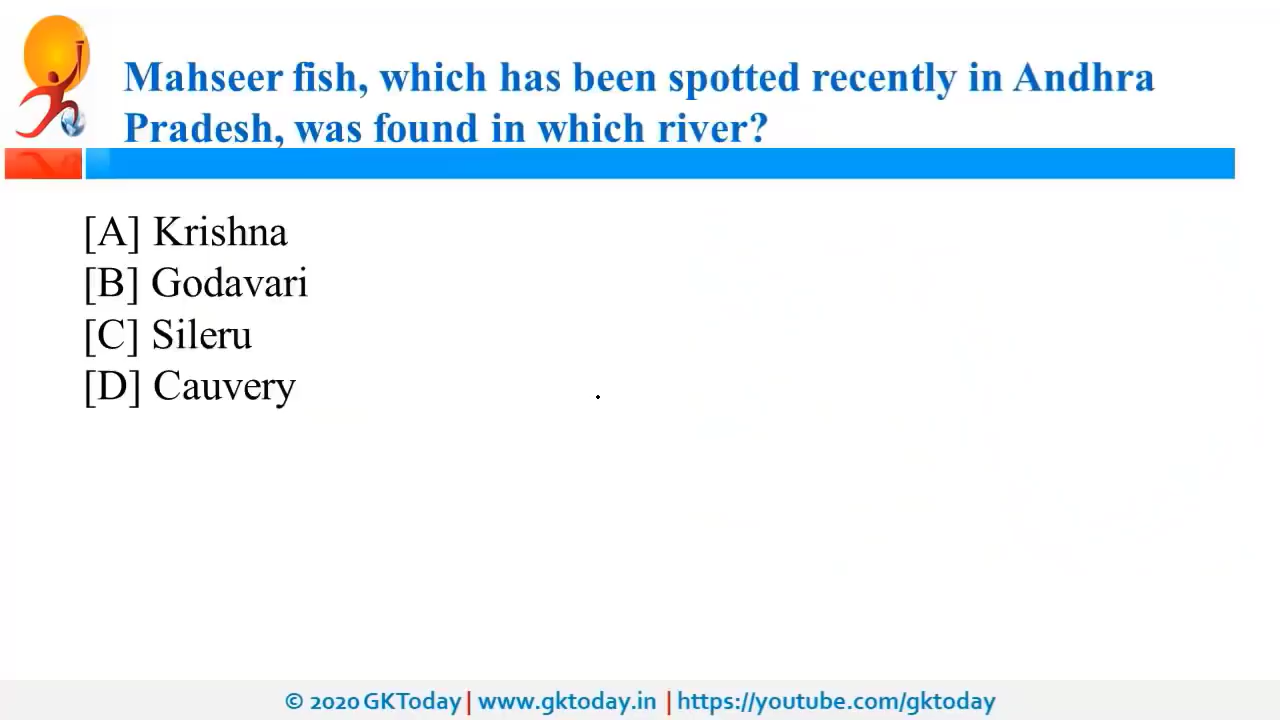 Mahseer fish, which has been spotted recently in Andhra
Pradesh, was found in which river?
[A] Krishna
[B] Godavari
[C] Sileru
[D] Cauvery
© 2020 GKToday | www.gktoday.in | https://youtube.com/gktoday